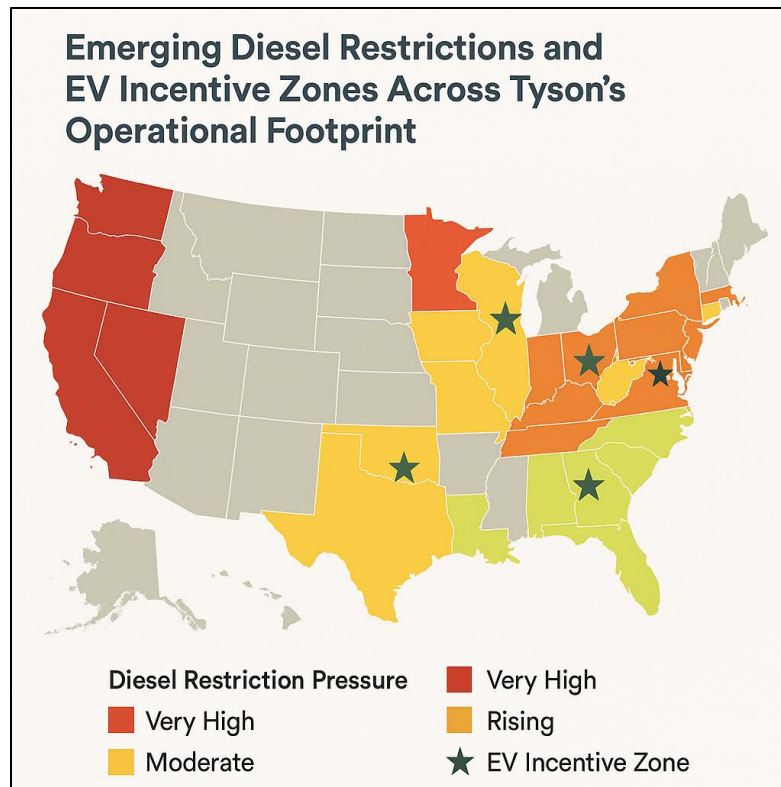 Emerging Diesel Restrictions and
EV Incentive Zones Across Tyson's
Operational Footprint
Diesel Restriction Pressure
Very High
Moderate
Very High
Rising
EV Incentive Zone